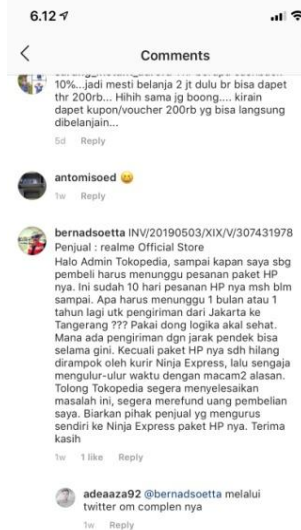 6.12
Comments
10%...jadi mesti belanja 2 jt dulu br bisa dapet
thr 200rb... Hihih sama jg boong.... kirain
dapet kupon/voucher 200rb yg bisa langsung
dibelanjain...
5d Reply
antomisoed
1w Reply
bernadsoetta INV/20190503/XIX/V/307431978
Penjual : realme Official Store
Halo Admin Tokopedia, sampai kapan saya sbg
pembeli harus menunggu pesanan paket HP
nya. Ini sudah 10 hari pesanan HP nya msh blm
sampai. Apa harus menunggu 1 bulan atau 1
tahun lagi utk pengiriman dari Jakarta ke
Tangerang ??? Pakai dong logika akal sehat.
Mana ada pengiriman dgn jarak pendek bisa
selama gini. Kecuali paket HP nya sdh hilang
dirampok oleh kurir Ninja Express, lalu sengaja
mengulur-ulur waktu dengan macam2 alasan.
Tolong Tokopedia segera menyelesaikan
masalah ini, segera merefund uang pembelian
saya. Biarkan pihak penjual yg mengurus
sendiri ke Ninja Express paket HP nya. Terima
kasih
1w 1 like Reply
adeaaza92 @bernadsoetta melalui
twitter om complen nya
1w Reply